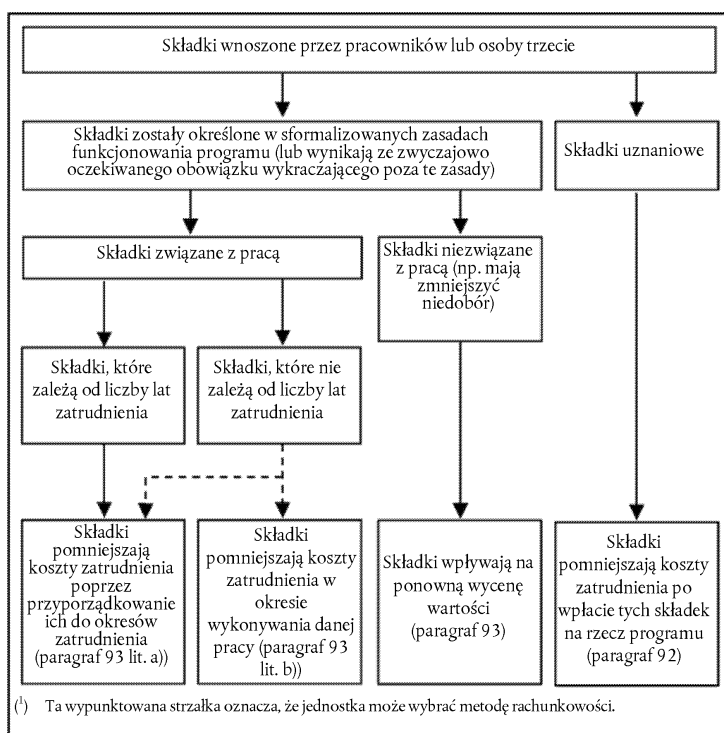 Składki wnoszone przez pracowników lub osoby trzecie
Składki zostały określone w sformalizowanych zasadach
funkcjonowania programu (lub wynikają ze zwyczajowo
oczekiwanego obowiązku wykraczającego poza te zasady)
Składki uznaniowe
Składki związane z pracą
Składki niezwiązane
z pracą (np. mają
zmniejszyć
niedobór)
Składki, które
zależą od liczby lat
zatrudnienia
Składki, które nie
zależą od liczby lat
zatrudnienia
Składki
pomniejszają
koszty zatrudnienia
poprzez
przyporządkowanie
ich do okresów
zatrudnienia
(paragraf 93 lit. a))
Składki
pomniejszają koszty
zatrudnienia w
okresie
wykonywania danej
pracy (paragraf 93
lit. b))
Składki wpływają na
ponowną wycenę
wartości
(paragraf 93)
Składki
pomniejszają koszty
zatrudnienia po
wpłacie tych składek
na rzecz programu
(paragraf 92)
(¹) Ta wypunktowana strzałka oznacza, że jednostka może wybrać metodę rachunkowości.